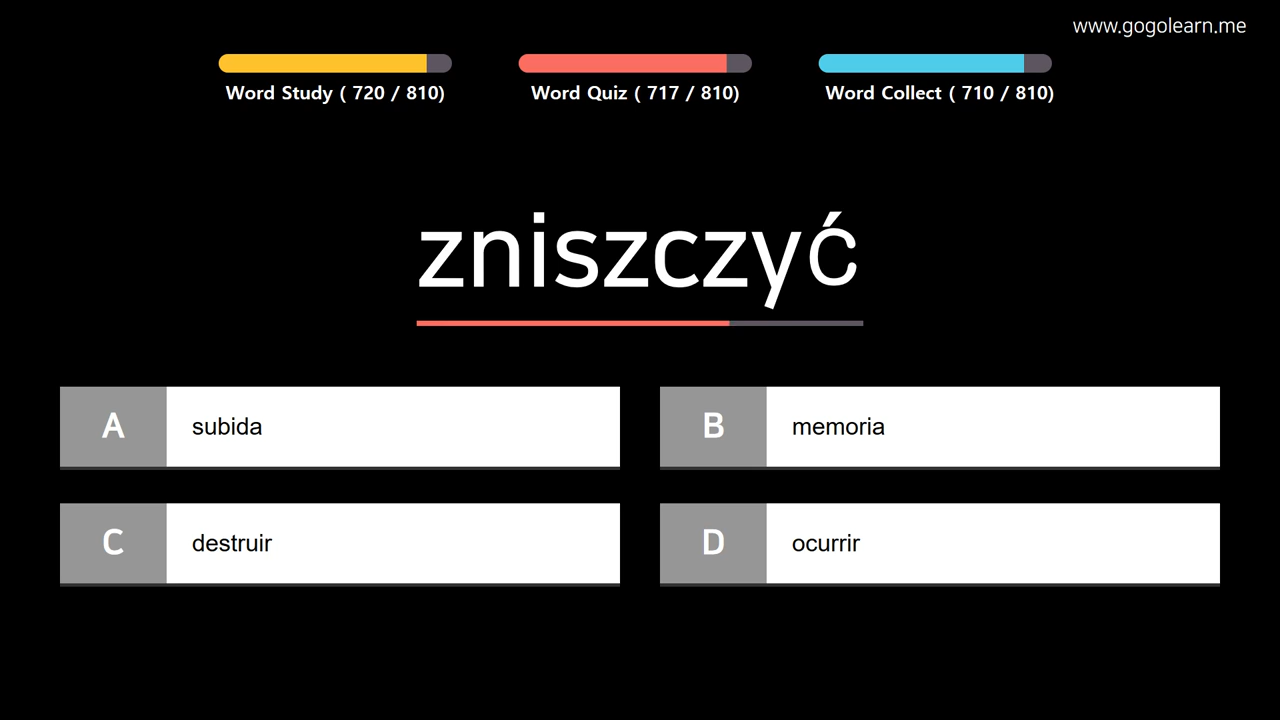 www.gogolearn.me
Word Study ( 720 / 810)
Word Quiz ( 717 / 810)
Word Collect ( 710 / 810)
zniszczyć
A subida
B memoria
C destruir
D ocurrir